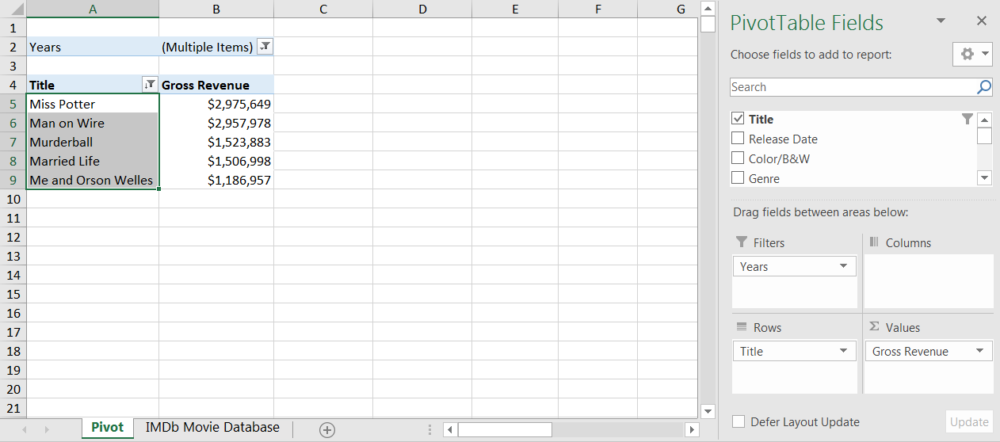 A B C D E F G
1
2 Years (Multiple Items)
3
4 Title Gross Revenue
5 Miss Potter $2,975,649
6 Man on Wire $2,957,978
7 Murderball $1,523,883
8 Married Life $1,506,998
9 Me and Orson Welles $1,186,957
10
11
12
13
14
15
16
17
18
19
20
21
Pivot IMDb Movie Database
PivotTable Fields
Choose fields to add to report:
Search
Title
Release Date
Color/B&W
Genre
Drag fields between areas below:
Filters Columns
Years
Rows Σ Values
Title Gross Revenue
Defer Layout Update Update